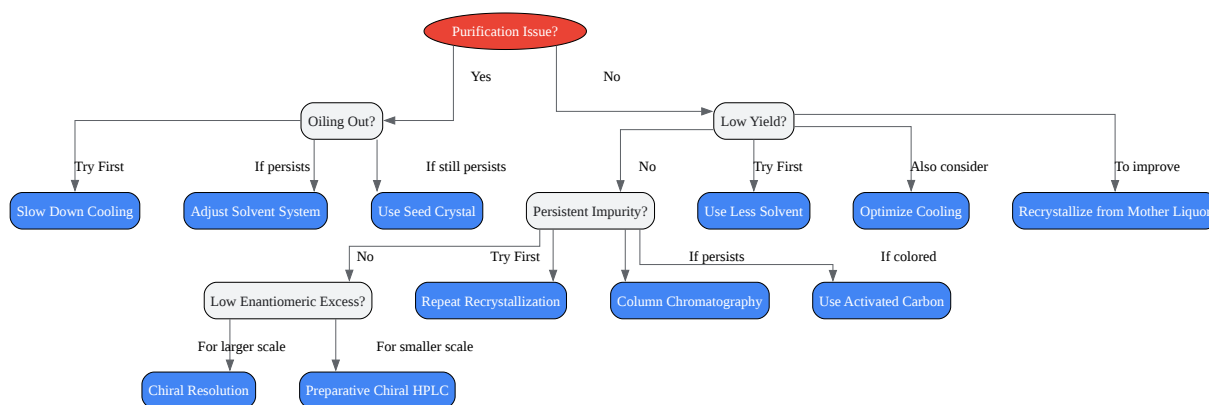 Purification Issue?
Yes
No
Oiling Out?
Low Yield?
Try First
If persists
If still persists
No
Try First
Also consider
To improve
Slow Down Cooling
Adjust Solvent System
Use Seed Crystal
Persistent Impurity?
Use Less Solvent
Optimize Cooling
Recrystallize from Mother Liquor
No
Try First
If persists
If colored
Low Enantiomeric Excess?
Repeat Recrystallization
Column Chromatography
Use Activated Carbon
For larger scale
For smaller scale
Chiral Resolution
Preparative Chiral HPLC